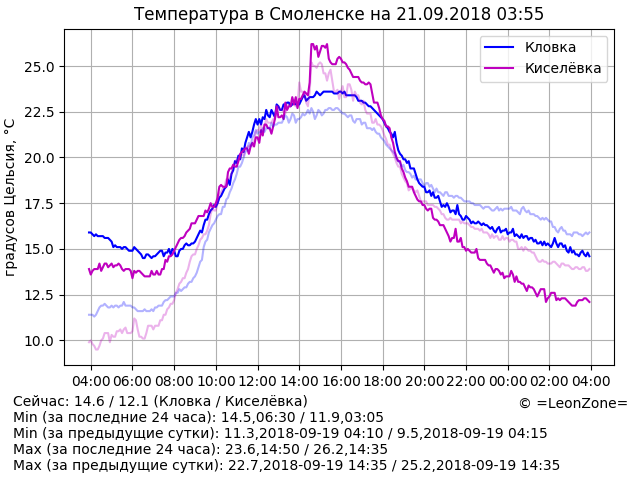 Температура в Смоленске на 21.09.2018 03:55
Кловка
Киселёвка
градусов Цельсия, °C
25.0
22.5
20.0
17.5
15.0
12.5
10.0
04:00 06:00 08:00 10:00 12:00 14:00 16:00 18:00 20:00 22:00 00:00 02:00 04:00
Сейчас: 14.6 / 12.1 (Кловка / Киселёвка)
© =LeonZone=
Min (за последние 24 часа): 14.5,06:30 / 11.9,03:05
Min (за предыдущие сутки): 11.3,2018-09-19 04:10 / 9.5,2018-09-19 04:15
Max (за последние 24 часа): 23.6,14:50 / 26.2,14:35
Max (за предыдущие сутки): 22.7,2018-09-19 14:35 / 25.2,2018-09-19 14:35